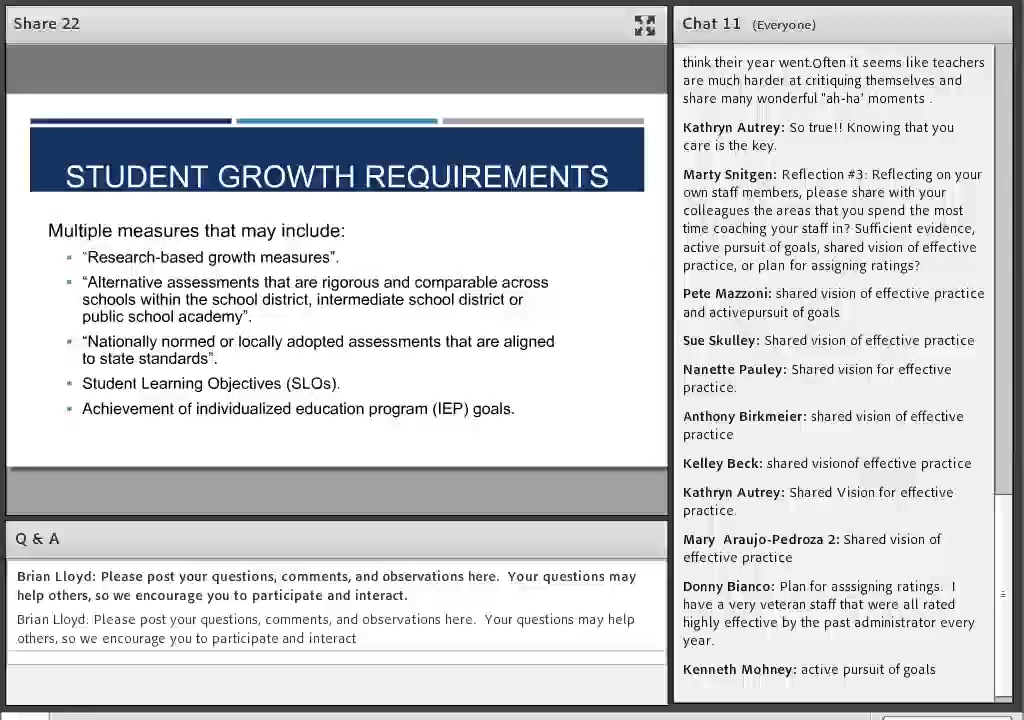 Share 22
STUDENT GROWTH REQUIREMENTS
Multiple measures that may include:
“Research-based growth measures”.
“Alternative assessments that are rigorous and comparable across
schools within the school district, intermediate school district or
public school academy”.
“Nationally normed or locally adopted assessments that are aligned
to state standards”.
Student Learning Objectives (SLOs).
Achievement of individualized education program (IEP) goals.
Q & A
Brian Lloyd: Please post your questions, comments, and observations here.  Your questions may
help others, so we encourage you to participate and interact.
Brian Lloyd: Please post your questions, comments, and observations here.  Your questions may help
others, so we encourage you to participate and interact
Chat 11 (Everyone)
think their year went.Often it seems like teachers
are much harder at critiquing themselves and
share many wonderful "ah-ha' moments .
Kathryn Autrey: So true!! Knowing that you
care is the key.
Marty Snitgen: Reflection #3: Reflecting on your
own staff members, please share with your
colleagues the areas that you spend the most
time coaching your staff in? Sufficient evidence,
active pursuit of goals, shared vision of effective
practice, or plan for assigning ratings?
Pete Mazzoni: shared vision of effective practice
and activepursuit of goals
Sue Skulley: Shared vision of effective practice
Nanette Pauley: Shared vision for effective
practice.
Anthony Birkmeier: shared vision of effective
practice
Kelley Beck: shared visionof effective practice
Kathryn Autrey: Shared Vision for effective
practice.
Mary  Araujo-Pedroza 2: Shared vision of
effective practice
Donny Bianco: Plan for asssigning ratings.  I
have a very veteran staff that were all rated
highly effective by the past administrator every
year.
Kenneth Mohney: active pursuit of goals